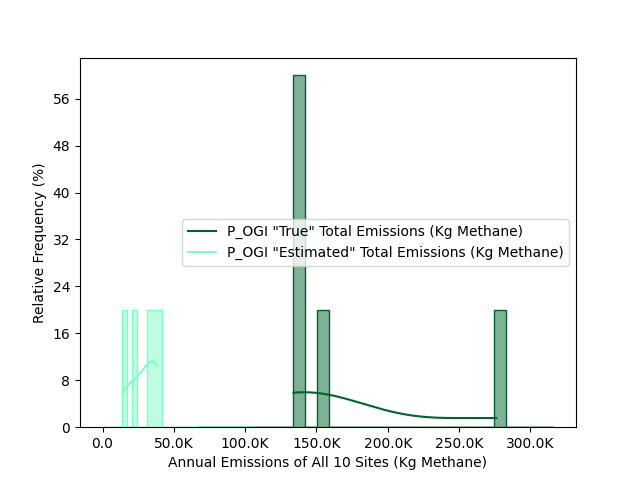 56
48
40
32
24
16
8
0
Relative Frequency (%)
P_OGI "True" Total Emissions (Kg Methane)
P_OGI "Estimated" Total Emissions (Kg Methane)
0.0 50.0K 100.0K 150.0K 200.0K 250.0K 300.0K
Annual Emissions of All 10 Sites (Kg Methane)